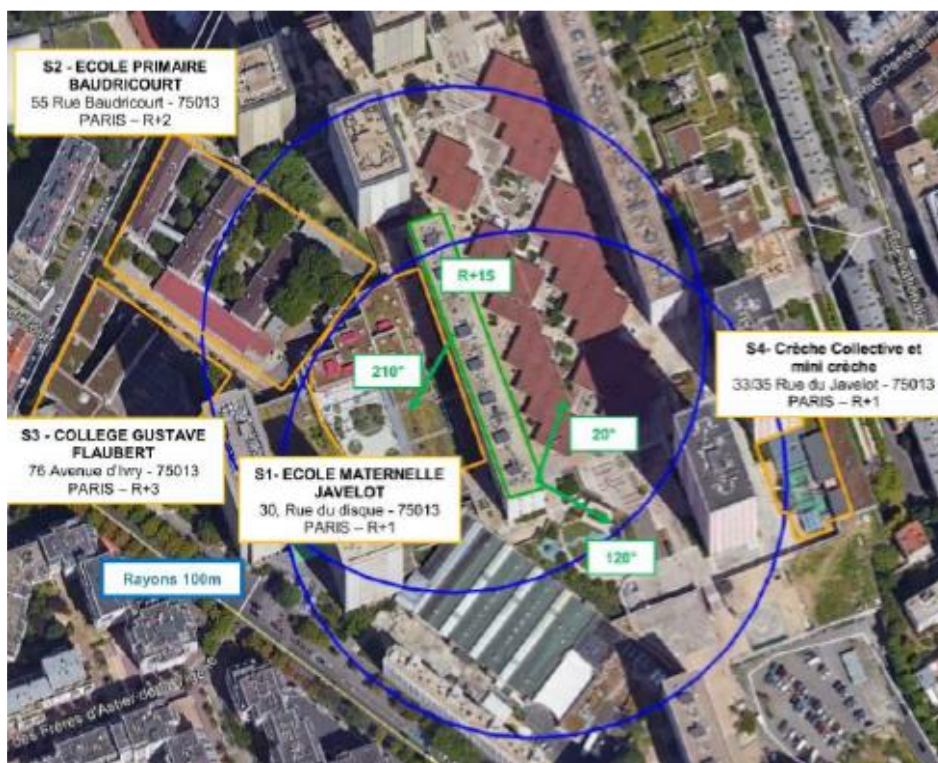 S2 - ECOLE PRIMAIRE
BAUDRICOURT
55 Rue Baudricourt - 75013
PARIS – R+2
R+15
210°
S4- Crèche Collective et
mini crèche
33/35 Rue du Javelot - 75013
PARIS – R+1
20°
S3 - COLLEGE GUSTAVE
FLAUBERT
76 Avenue d'Ivry - 75013
PARIS – R+3
S1- ECOLE MATERNELLE
JAVELOT
30, Rue du disque - 75013
PARIS – R+1
120°
Rayons 100m